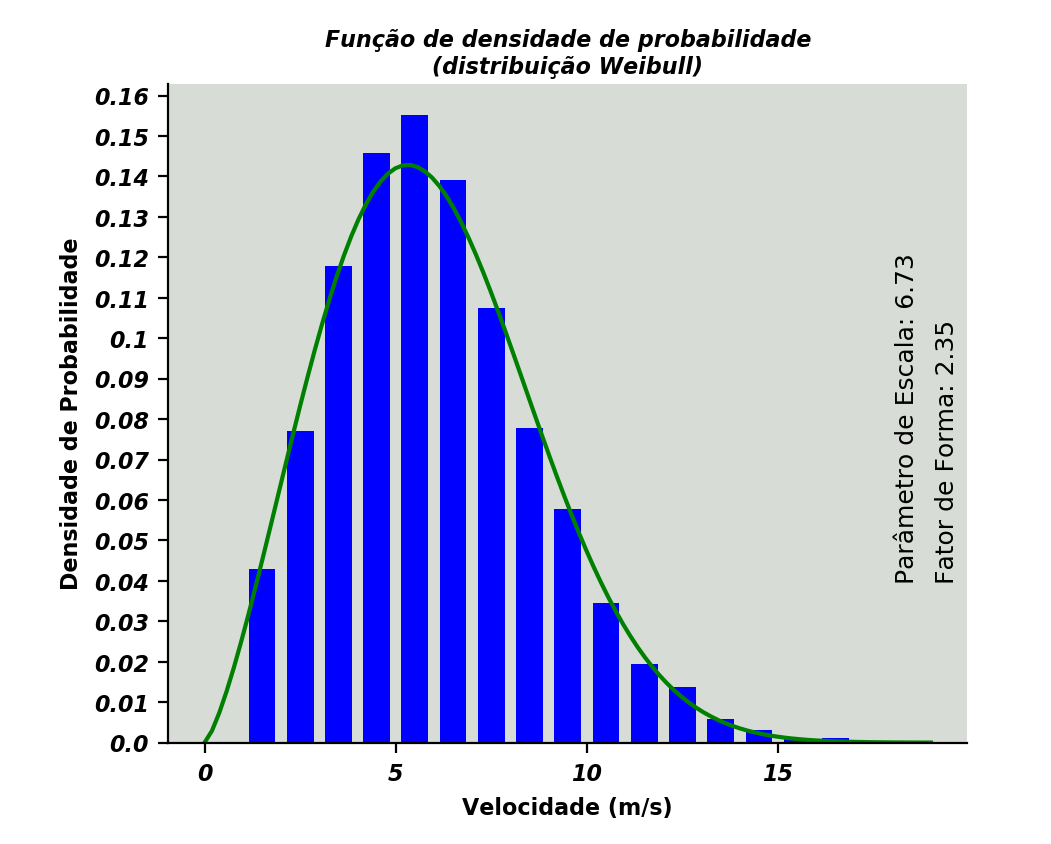 Função de densidade de probabilidade
(distribuição Weibull)
0.16
0.15
0.14
0.13
0.12
0.11
0.1
0.09
0.08
0.07
0.06
0.05
0.04
0.03
0.02
0.01
0.0
Densidade de Probabilidade
Parâmetro de Escala: 6.73
Fator de Forma: 2.35
0 5 10 15
Velocidade (m/s)